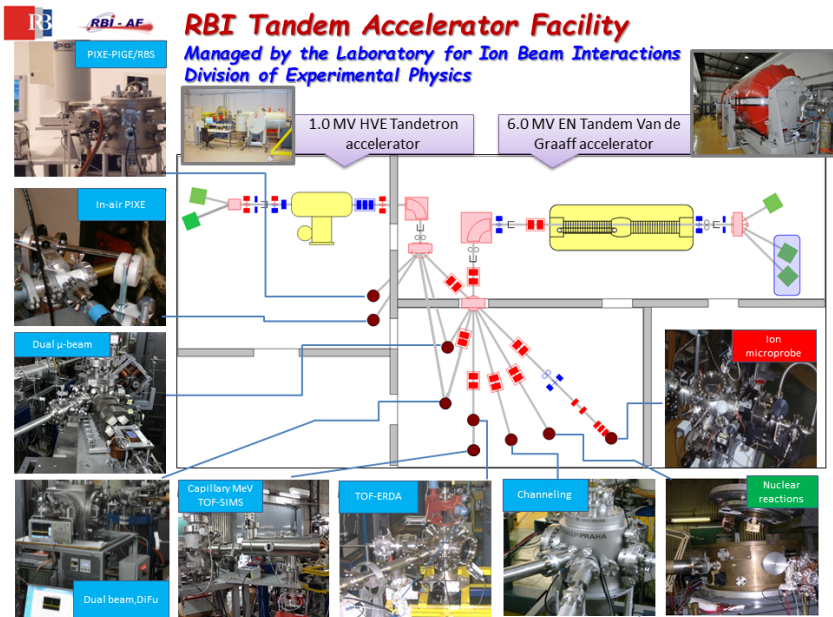 RBI
RBI - AF
RBI Tandem Accelerator Facility
Managed by the Laboratory for Ion Beam Interactions
Division of Experimental Physics
PIXE-PIGE/RBS
1.0 MV HVE Tandetron
accelerator
6.0 MV EN Tandem Van de
Graaff accelerator
In-air PIXE
Dual μ-beam
Ion
microprobe
Capillary MeV
TOF-SIMS
TOF-ERDA
Channeling
Nuclear
reactions
PRAHA
Dual beam,DiFu